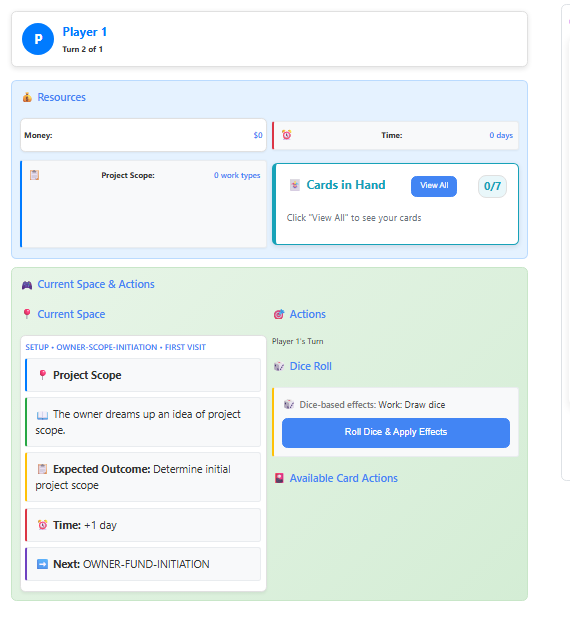 P
Player 1
Turn 2 of 1
Resources
Money: $0
Time: 0 days
Project Scope: 0 work types
Cards in Hand View All 0/7
Click "View All" to see your cards
Current Space & Actions
Current Space
SETUP • OWNER-SCOPE-INITIATION • FIRST VISIT
Project Scope
The owner dreams up an idea of project
scope.
Expected Outcome: Determine initial
project scope
Time: +1 day
Next: OWNER-FUND-INITIATION
Actions
Player 1's Turn
Dice Roll
Dice-based effects: Work: Draw dice
Roll Dice & Apply Effects
Available Card Actions